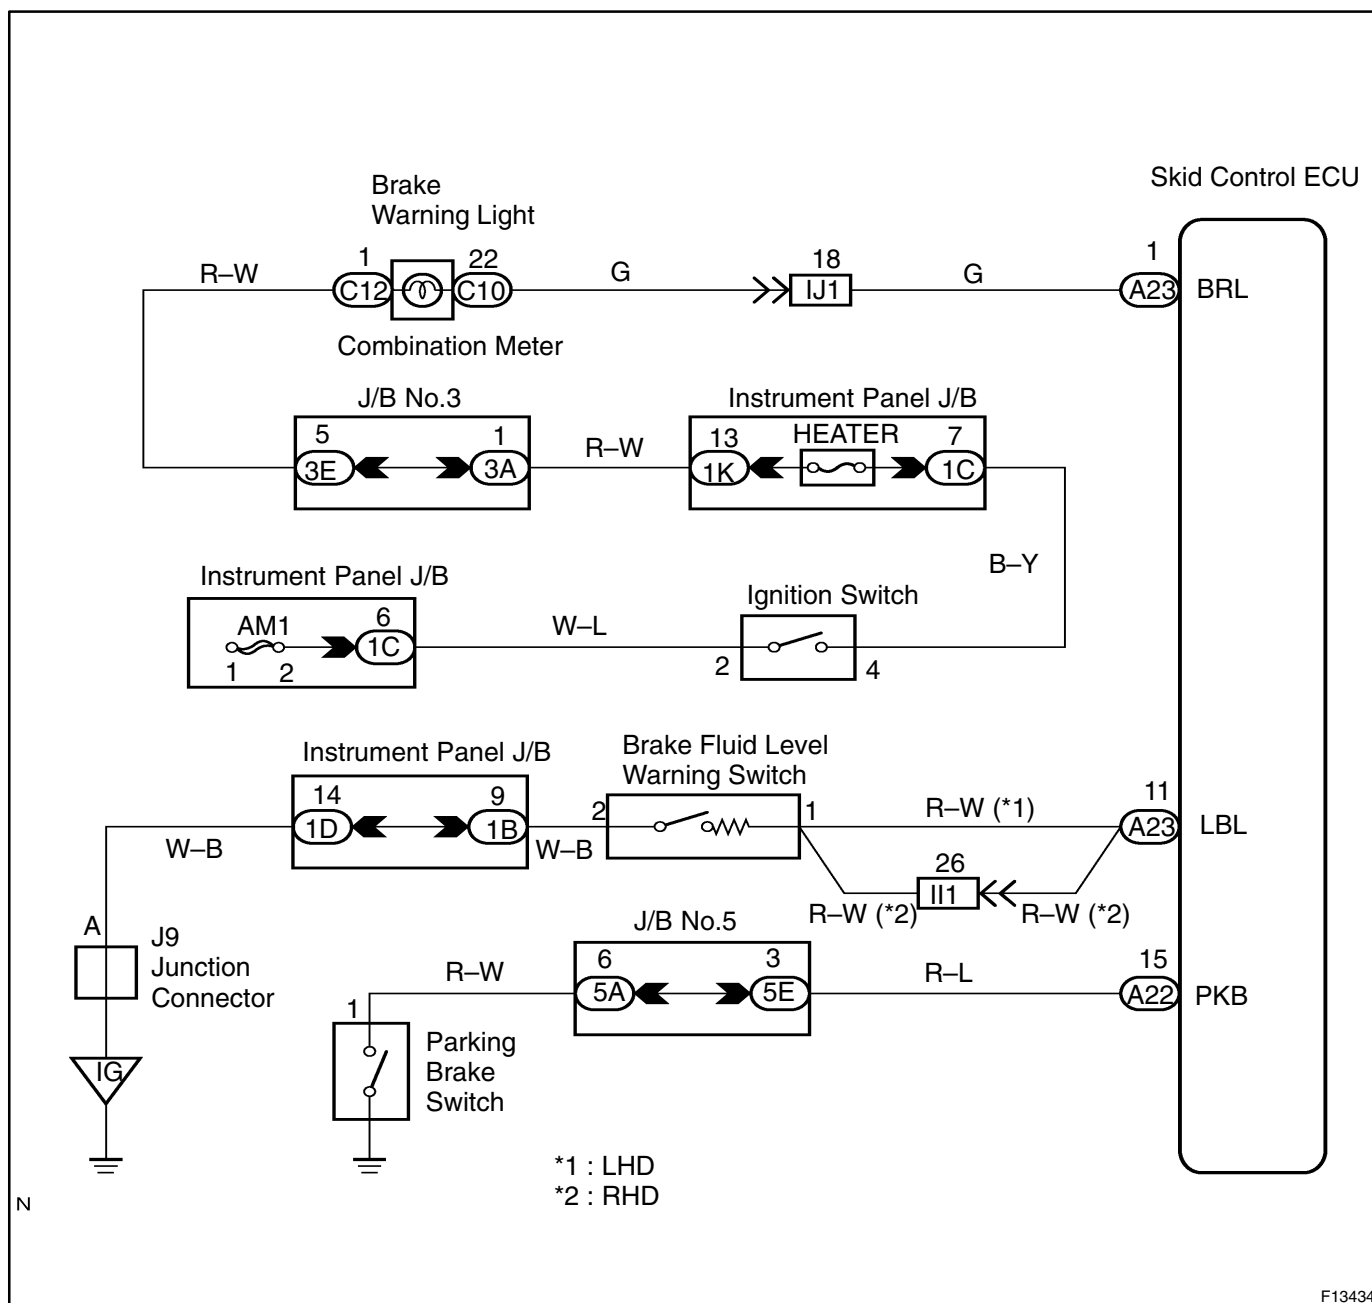 Skid Control ECU
Brake
Warning Light
1
22
18
1
R–W
C12
C10
G
IJ1
G
A23
BRL
Combination Meter
J/B No.3
Instrument Panel J/B
5
1
13
HEATER
7
3E
3A
R–W
1K
1C
B–Y
Instrument Panel J/B
Ignition Switch
AM1
6
1C
W–L
1
2
2
4
Instrument Panel J/B
Brake Fluid Level
Warning Switch
14
9
2
1
R–W (*1)
11
1D
1B
A23
LBL
W–B
W–B
26
II1
R–W (*2)
R–W (*2)
A
J9
Junction
Connector
J/B No.5
R–W
6
3
R–L
15
5A
5E
A22
PKB
1
Parking
Brake
Switch
IG
*1 : LHD
*2 : RHD
N
F13434